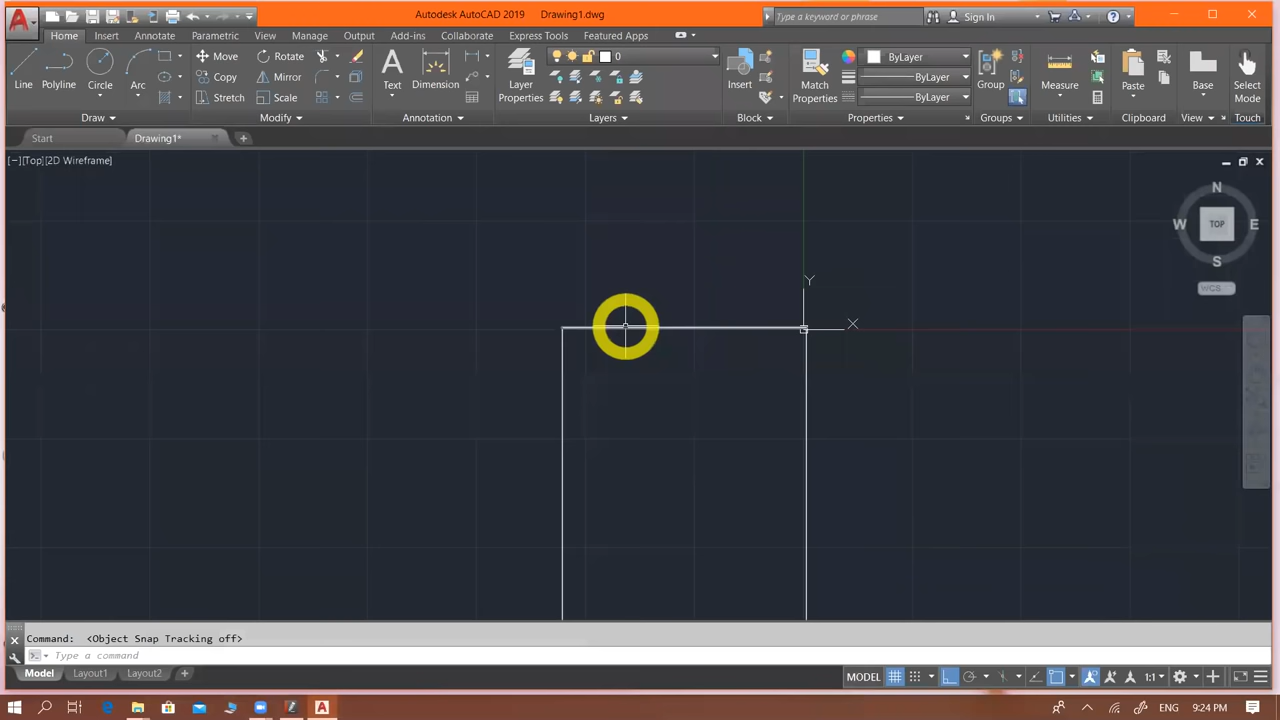 Autodesk AutoCAD 2019 Drawing1.dwg
Type a keyword or phrase
Sign In
Home Insert Annotate Parametric View Manage Output Add-ins Collaborate Express Tools Featured Apps
Line
Polyline
Circle
Arc
Move
Rotate
Copy
Mirror
Stretch
Scale
Text
Dimension
Layer
Properties
0
Insert
Match
Properties
ByLayer
ByLayer
ByLayer
Group
Measure
Paste
Base
Select
Mode
Draw
Modify
Annotation
Layers
Block
Properties
Groups
Utilities
Clipboard
View
Touch
Start
Drawing1*
[−][Top][2D Wireframe]
N
W
TOP
E
S
WCS
Y
X
Command: <Object Snap Tracking off>
Type a command
Model Layout1 Layout2
MODEL
1:1
ENG 9:24 PM